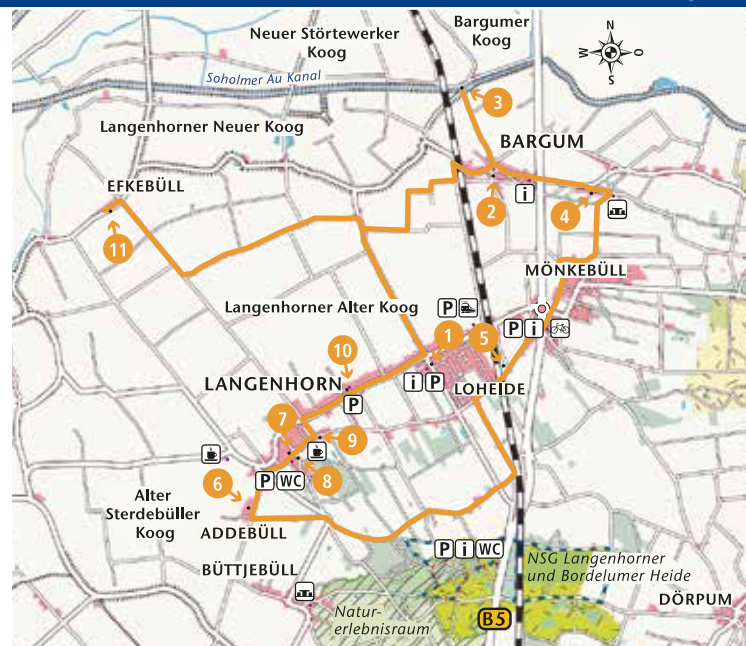 Neuer Störtewerker
Koog
Bargumer
Koog
N
W O
S
Soholmer Au Kanal
3
Langenhorner Neuer Koog
BARGUM
EFKEBÜLL
2
i
4
11
MÖNKEBÜLL
Langenhorner Alter Koog
P
1
5
P i
10
i P
LANGENHORN
P
LOHEIDE
7
9
6
P WC
8
Alter
Sterdebüller
Koog
ADDEBÜLL
P i WC
BÜTTJEBÜLL
NSG Langenhorner
und Bordelumer Heide
DÖRPUM
Natur-
erlebnisraum
B5